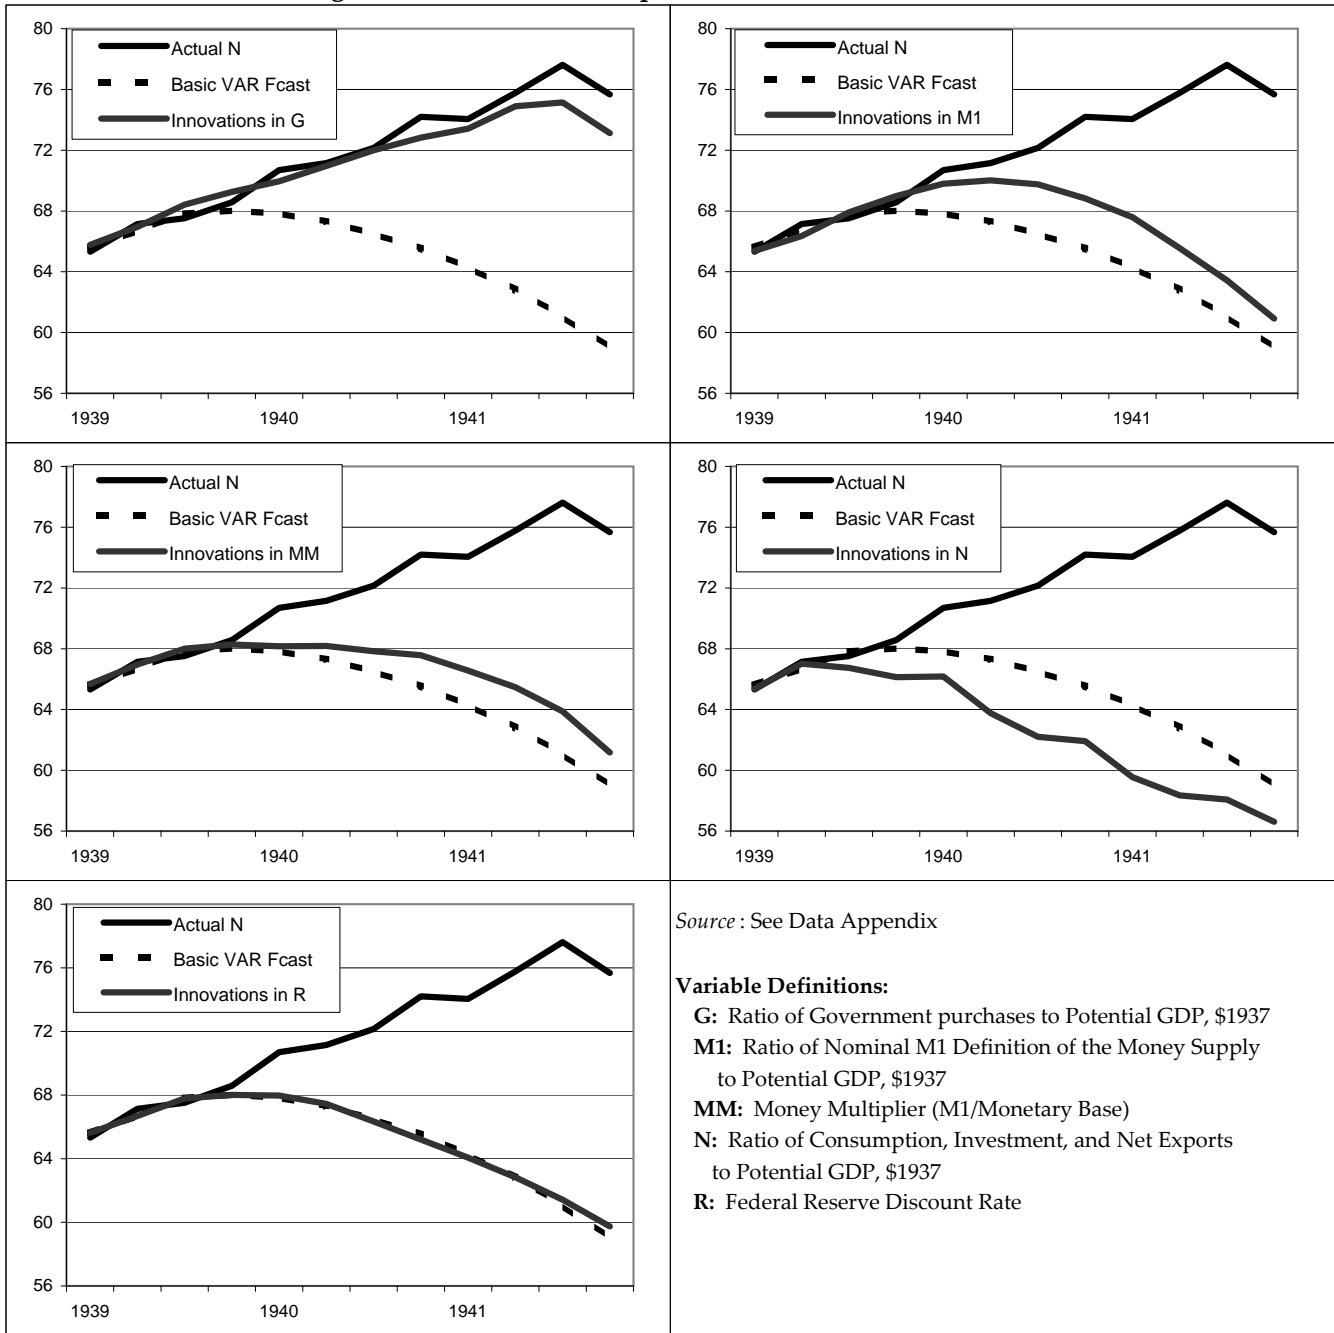 80
76
72
68
64
60
56
1939
1940
1941
Actual N
Basic VAR Fcast
Innovations in G
80
76
72
68
64
60
56
1939
1940
1941
Actual N
Basic VAR Fcast
Innovations in M1
80
76
72
68
64
60
56
1939
1940
1941
Actual N
Basic VAR Fcast
Innovations in MM
80
76
72
68
64
60
56
1939
1940
1941
Actual N
Basic VAR Fcast
Innovations in N
80
76
72
68
64
60
56
1939
1940
1941
Actual N
Basic VAR Fcast
Innovations in R
Source : See Data Appendix
Variable Definitions:
G: Ratio of Government purchases to Potential GDP, $1937
M1: Ratio of Nominal M1 Definition of the Money Supply
to Potential GDP, $1937
MM: Money Multiplier (M1/Monetary Base)
N: Ratio of Consumption, Investment, and Net Exports
to Potential GDP, $1937
R: Federal Reserve Discount Rate